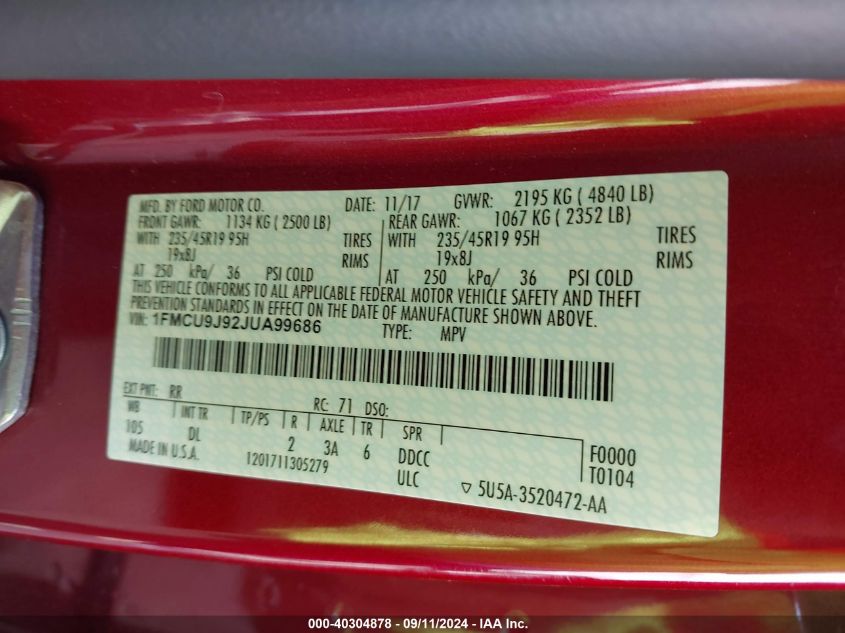 MFD. BY FORD MOTOR CO. DATE: 11/17 GVWR: 2195 KG ( 4840 LB)
FRONT GAWR: 1134 KG ( 2500 LB) REAR GAWR: 1067 KG ( 2352 LB)
WITH 235/45R19 95H TIRES WITH 235/45R19 95H TIRES
19x8J RIMS 19x8J RIMS
AT 250 kPa/ 36 PSI COLD AT 250 kPa/ 36 PSI COLD
THIS VEHICLE CONFORMS TO ALL APPLICABLE FEDERAL MOTOR VEHICLE SAFETY AND THEFT
PREVENTION STANDARDS IN EFFECT ON THE DATE OF MANUFACTURE SHOWN ABOVE.
VIN: 1FMCU9J92JUA99686 TYPE: MPV
EXT PNT: RR RC: 71 DSO:
WB INT TR TP/PS R AXLE TR SPR
105 DL 2 3A 6 DDCC F0000
MADE IN U.S.A. 1201711305279 ULC T0104
▽ 5U5A-3520472-AA
000-40304878 - 09/11/2024 - IAA Inc.